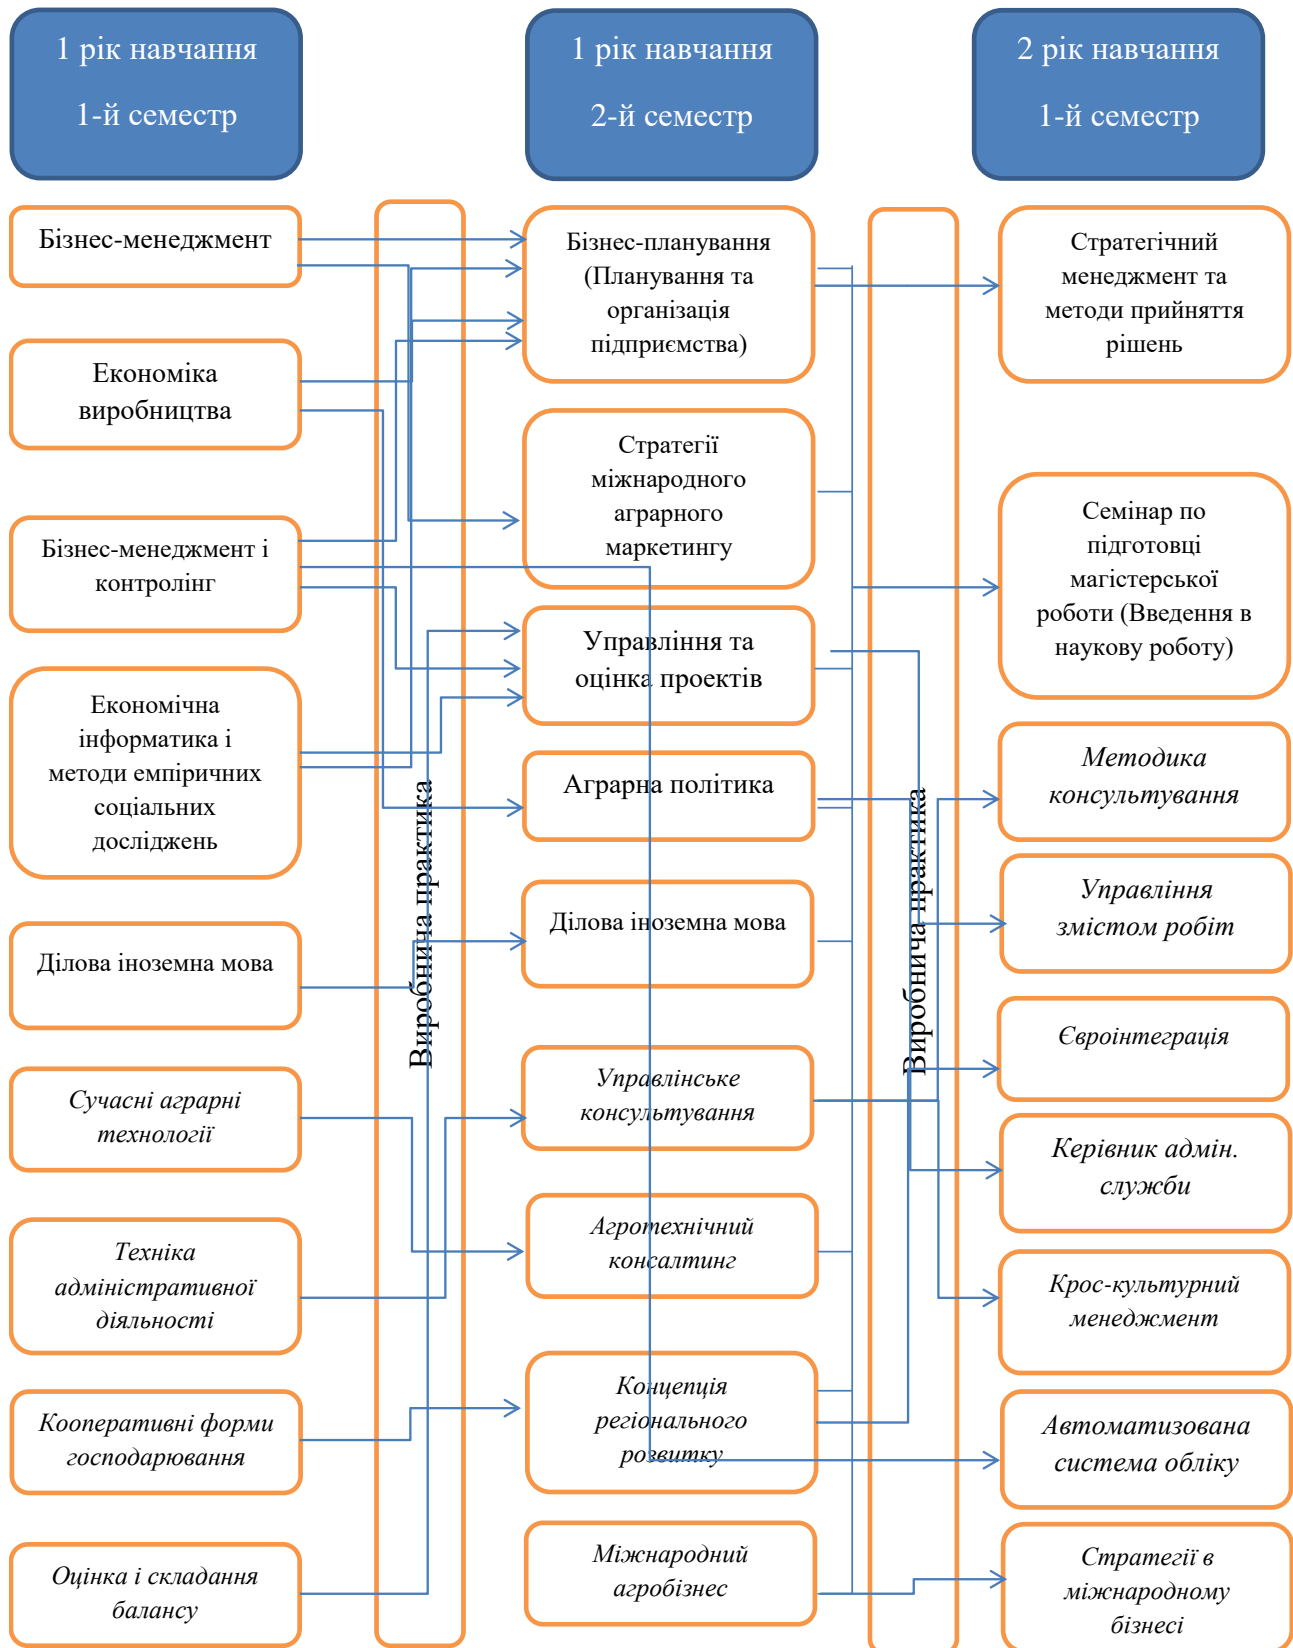 1 рік навчання
1-й семестр
1 рік навчання
2-й семестр
2 рік навчання
1-й семестр
Бізнес-менеджмент
Економіка
виробництва
Бізнес-менеджмент і
контролінг
Економічна
інформатика і
методи емпіричних
соціальних
досліджень
Ділова іноземна мова
Сучасні аграрні
технології
Техніка
адміністративної
діяльності
Кооперативні форми
господарювання
Оцінка і складання
балансу
Виробнича практика
Бізнес-планування
(Планування та
організація
підприємства)
Стратегії
міжнародного
аграрного
маркетингу
Управління та
оцінка проектів
Аграрна політика
Ділова іноземна мова
Управлінське
консультування
Агротехнічний
консалтинг
Концепція
регіонального
розвитку
Міжнародний
агробізнес
Виробнича практика
Стратегічний
менеджмент та
методи прийняття
рішень
Семінар по
підготовці
магістерської
роботи (Введення в
наукову роботу)
Методика
консультування
Управління
змістом робіт
Євроінтеграція
Керівник адмін.
служби
Крос-культурний
менеджмент
Автоматизована
система обліку
Стратегії в
міжнародному
бізнесі